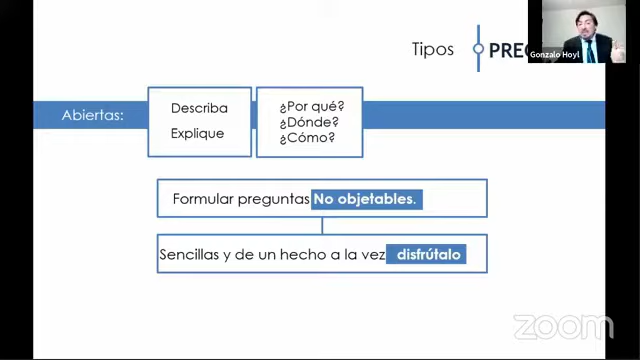 Tipos
Gonzalo Hoyl
Abiertas:
Describa
Explique
¿Por qué?
¿Dónde?
¿Cómo?
Formular preguntas No objetables.
Sencillas y de un hecho a la vez disfrútalo
zoom